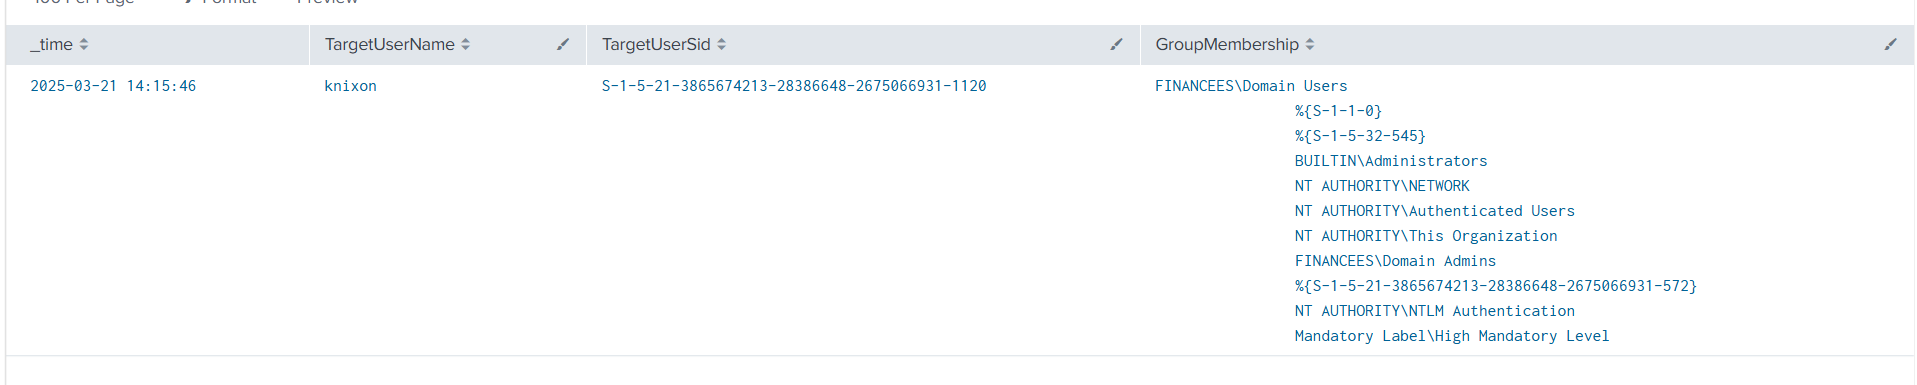 _time TargetUserName TargetUserSid GroupMembership
2025-03-21 14:15:46 knixon S-1-5-21-3865674213-28386648-2675066931-1120 FINANCEES\Domain Users
%{S-1-1-0}
%{S-1-5-32-545}
BUILTIN\Administrators
NT AUTHORITY\NETWORK
NT AUTHORITY\Authenticated Users
NT AUTHORITY\This Organization
FINANCEES\Domain Admins
%{S-1-5-21-3865674213-28386648-2675066931-572}
NT AUTHORITY\NTLM Authentication
Mandatory Label\High Mandatory Level